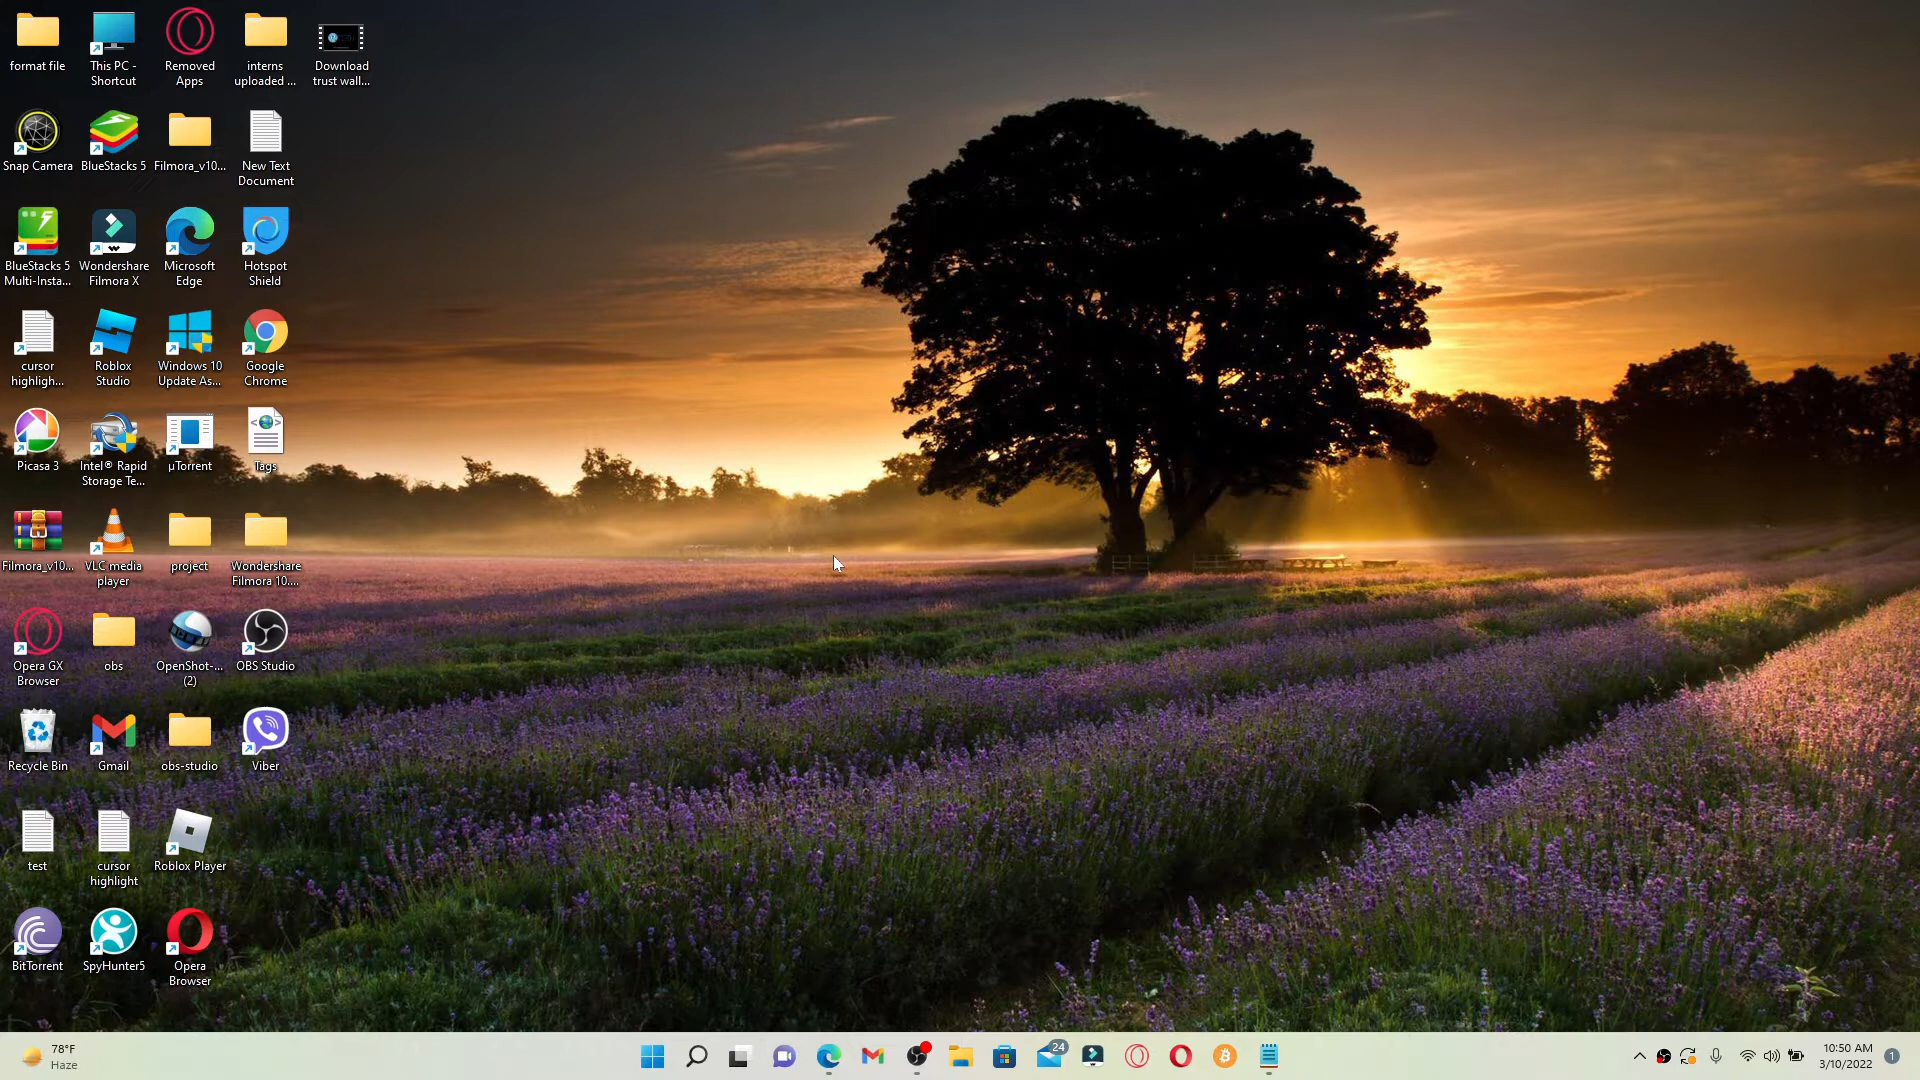 format file
This PC -
Shortcut
Removed
Apps
interns
uploaded ...
Download
trust wall...
Snap Camera
BlueStacks 5
Filmora_v10...
New Text
Document
BlueStacks 5
Multi-Insta...
Wondershare
Filmora X
Microsoft
Edge
Hotspot
Shield
cursor
highligh...
Roblox
Studio
Windows 10
Update As...
Google
Chrome
Picasa 3
Intel® Rapid
Storage Te...
µTorrent
Tags
Filmora_v10...
VLC media
player
project
Wondershare
Filmora 10....
Opera GX
Browser
obs
OpenShot-...
(2)
OBS Studio
Recycle Bin
Gmail
obs-studio
Viber
test
cursor
highlight
Roblox Player
BitTorrent
SpyHunter5
Opera
Browser
78°F
Haze
24
10:50 AM
3/10/2022
1